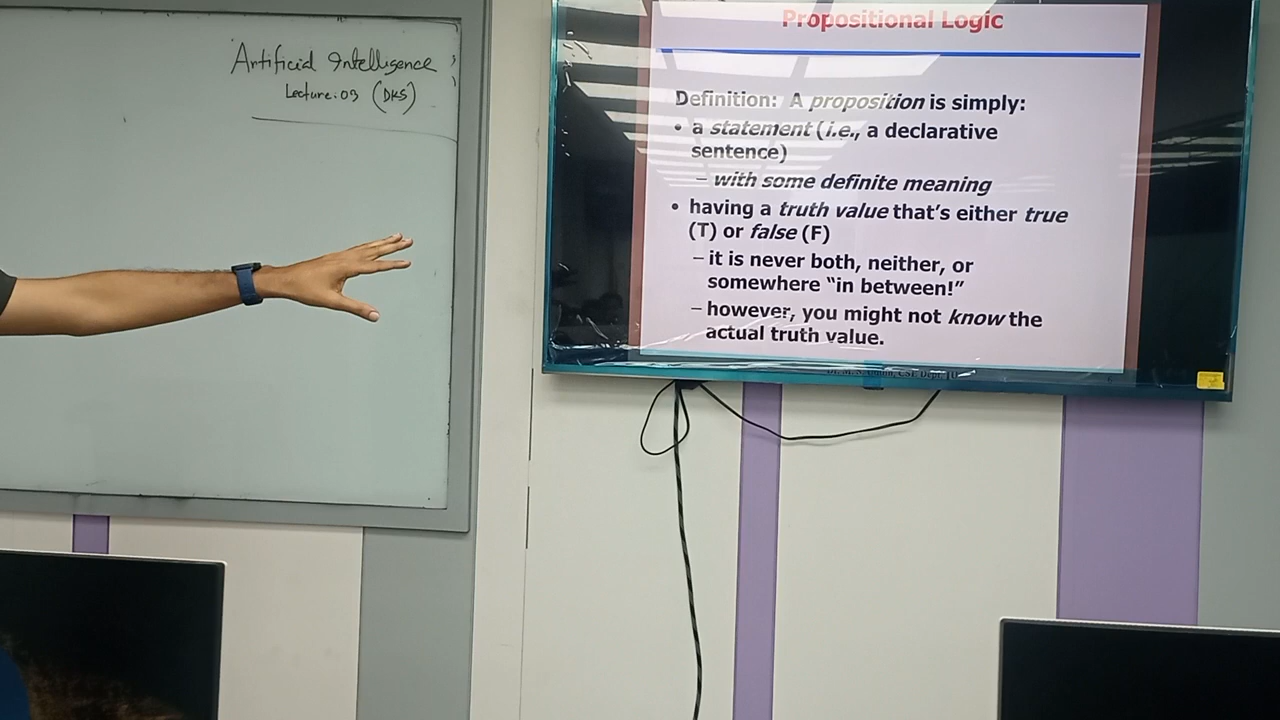 Artificial Intelligence
Lecture: 03 (DKS)
Propositional Logic
Definition: A proposition is simply:
• a statement (i.e., a declarative
sentence)
– with some definite meaning
• having a truth value that's either true
(T) or false (F)
– it is never both, neither, or
somewhere "in between!"
– however, you might not know the
actual truth value.
CSE Dept.